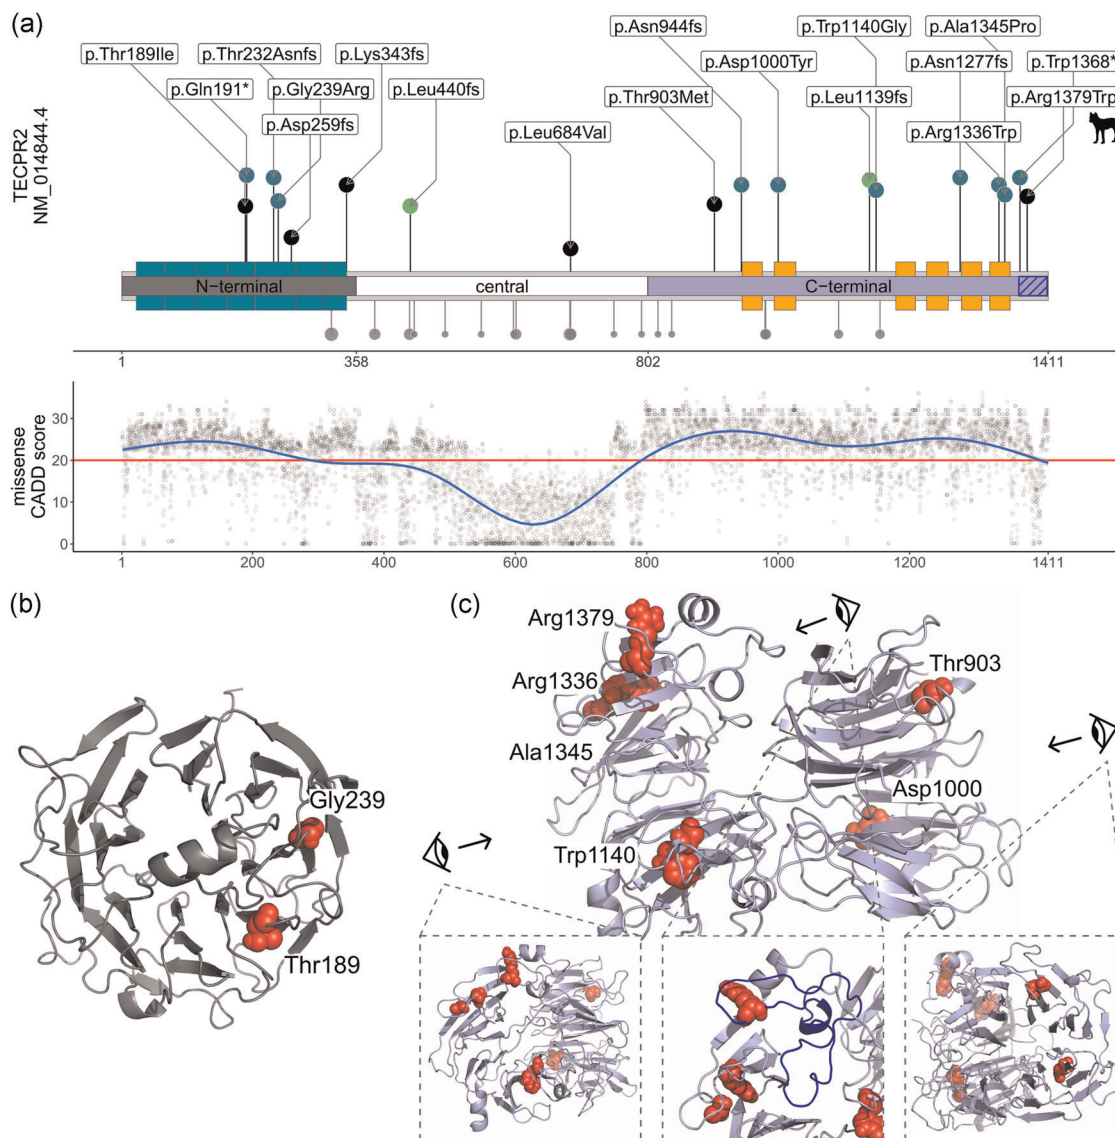 (a)
p.Asn944fs
p.Trp1140Gly
p.Ala1345Pro
p.Thr189Ile
p.Thr232Asnfs
p.Lys343fs
p.Asp1000Tyr
p.Asn1277fs
p.Trp1368*
p.Gln191*
p.Gly239Arg
p.Leu440fs
p.Thr903Met
p.Leu1139fs
p.Arg1379Trp
p.Asp259fs
p.Leu684Val
p.Arg1336Trp
TECPR2
NM_014844.4
N−terminal
central
C−terminal
1
358
802
1411
missense
CADD score
30
20
10
0
1
200
400
600
800
1000
1200
1411
(b)
Gly239
Thr189
(c)
Arg1379
Arg1336
Ala1345
Trp1140
Thr903
Asp1000